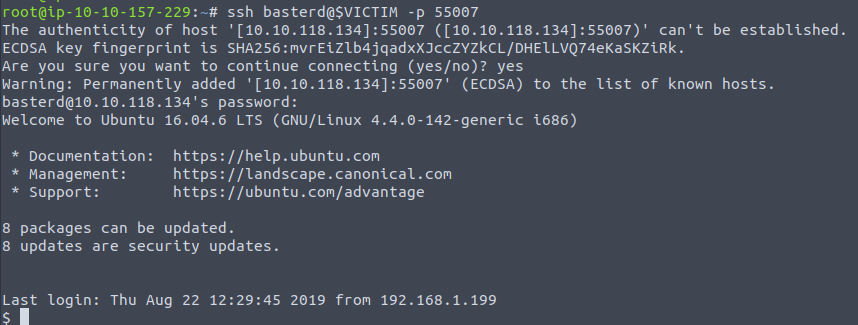 root@ip-10-10-157-229:~# ssh basterd@$VICTIM -p 55007
The authenticity of host '[10.10.118.134]:55007 ([10.10.118.134]:55007)' can't be established.
ECDSA key fingerprint is SHA256:mvrEiZlb4jqadxXJccZYZkCL/DHElLVQ74eKaSKZiRk.
Are you sure you want to continue connecting (yes/no)? yes
Warning: Permanently added '[10.10.118.134]:55007' (ECDSA) to the list of known hosts.
basterd@10.10.118.134's password:
Welcome to Ubuntu 16.04.6 LTS (GNU/Linux 4.4.0-142-generic i686)
* Documentation:  https://help.ubuntu.com
* Management:     https://landscape.canonical.com
* Support:        https://ubuntu.com/advantage
8 packages can be updated.
8 updates are security updates.
Last login: Thu Aug 22 12:29:45 2019 from 192.168.1.199
$